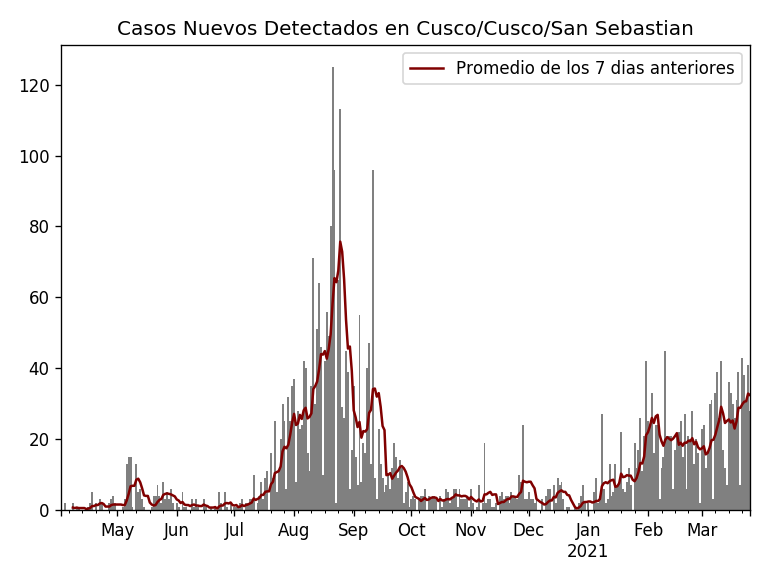 Casos Nuevos Detectados en Cusco/Cusco/San Sebastian
Promedio de los 7 dias anteriores
120
100
80
60
40
20
0
May Jun Jul Aug Sep Oct Nov Dec Jan Feb Mar
2021